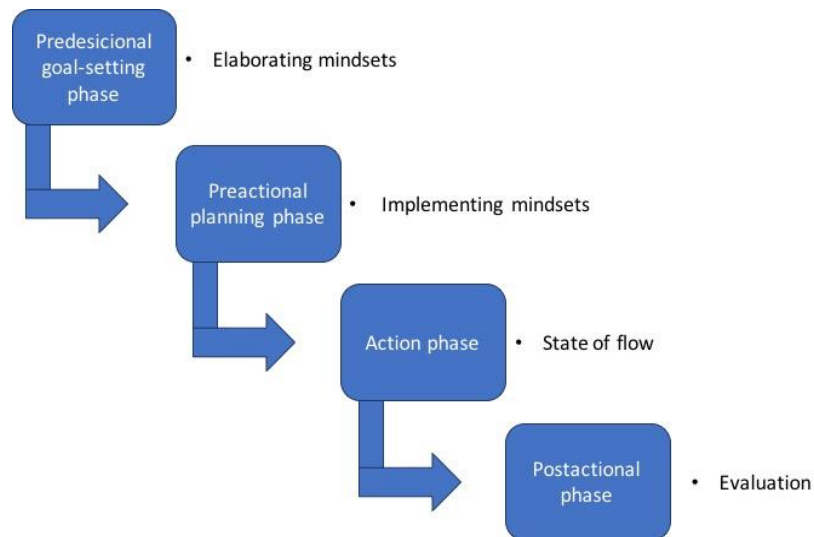 Predesicional
goal-setting
phase
• Elaborating mindsets
Preactional
planning phase
• Implementing mindsets
Action phase
• State of flow
Postactional
phase
• Evaluation